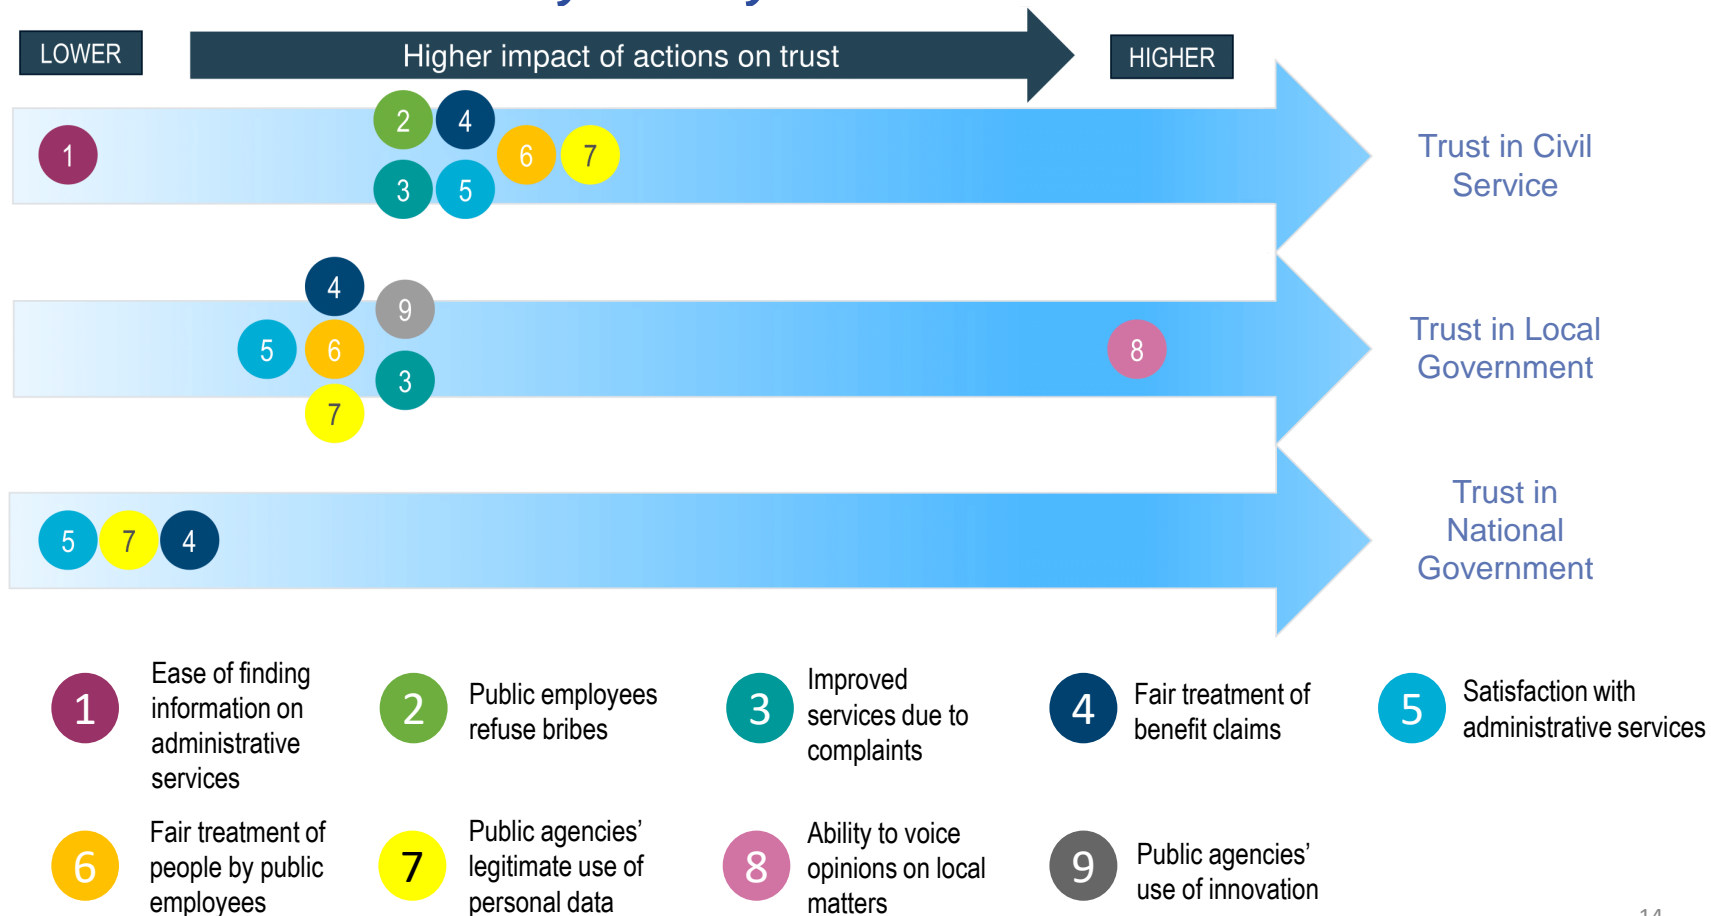 LOWER
Higher impact of actions on trust
HIGHER
2
4
1
6
7
3
5
Trust in Civil
Service
4
9
5
6
8
3
7
Trust in Local
Government
5
7
4
Trust in
National
Government
1
Ease of finding
information on
administrative
services
2
Public employees
refuse bribes
3
Improved
services due to
complaints
4
Fair treatment of
benefit claims
5
Satisfaction with
administrative services
6
Fair treatment of
people by public
employees
7
Public agencies’
legitimate use of
personal data
8
Ability to voice
opinions on local
matters
9
Public agencies’
use of innovation